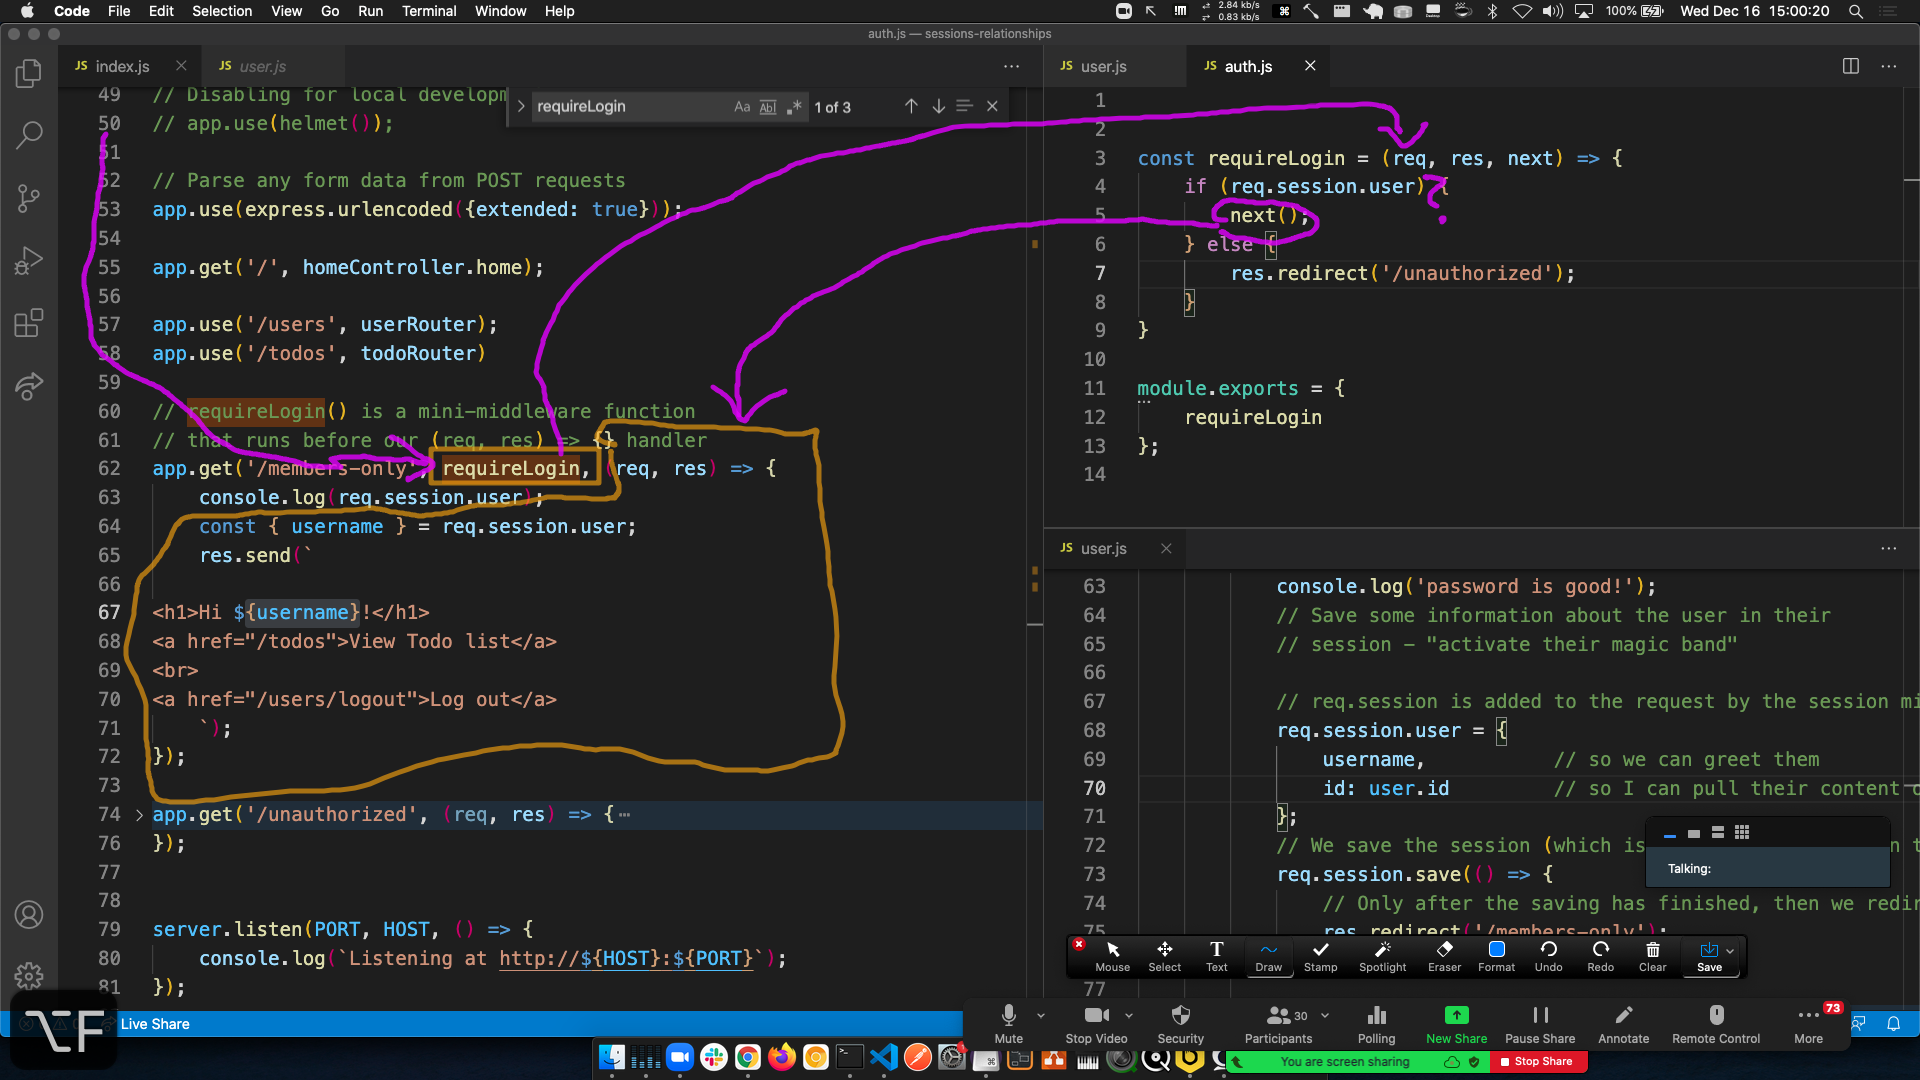 Code File Edit Selection View Go Run Terminal Window Help
2.84 kb/s
0.83 kb/s
100%
Wed Dec 16 15:00:20
auth.js — sessions-relationships
JS index.js
JS user.js
requireLogin
Aa Abl .* 1 of 3
49 // Disabling for local developm
50 // app.use(helmet());
51
52 // Parse any form data from POST requests
53 app.use(express.urlencoded({extended: true}));
54
55 app.get('/', homeController.home);
56
57 app.use('/users', userRouter);
58 app.use('/todos', todoRouter)
59
60 // requireLogin() is a mini-middleware function
61 // that runs before our (req, res) => {} handler
62 app.get('/members-only', requireLogin, (req, res) => {
63 console.log(req.session.user);
64 const { username } = req.session.user;
65 res.send(`
66
67 <h1>Hi ${username}!</h1>
68 <a href="/todos">View Todo list</a>
69 <br>
70 <a href="/users/logout">Log out</a>
71 `);
72 });
73
74 app.get('/unauthorized', (req, res) => {⋯
76 });
77
78
79 server.listen(PORT, HOST, () => {
80 console.log(`Listening at http://${HOST}:${PORT}`);
81 });
JS user.js
JS auth.js
1
2
3 const requireLogin = (req, res, next) => {
4 if (req.session.user) {
?
5 next();
6 } else {
7 res.redirect('/unauthorized');
8 }
9 }
10
11 module.exports = {
12 requireLogin
13 };
14
JS user.js
63 console.log('password is good!');
64 // Save some information about the user in their
65 // session - "activate their magic band"
66
67 // req.session is added to the request by the session mi
68 req.session.user = {
69 username, // so we can greet them
70 id: user.id // so I can pull their content
71 };
72 // We save the session (which is
73 req.session.save(() => {
74 // Only after the saving has finished, then we redir
75 res.redirect('/members-only');
77
Talking:
Mouse Select Text Draw Stamp Spotlight Eraser Format Undo Redo Clear Save
⌥F
Live Share
Mute Stop Video Security Participants 30 Polling New Share Pause Share Annotate Remote Control More 73
You are screen sharing
Stop Share